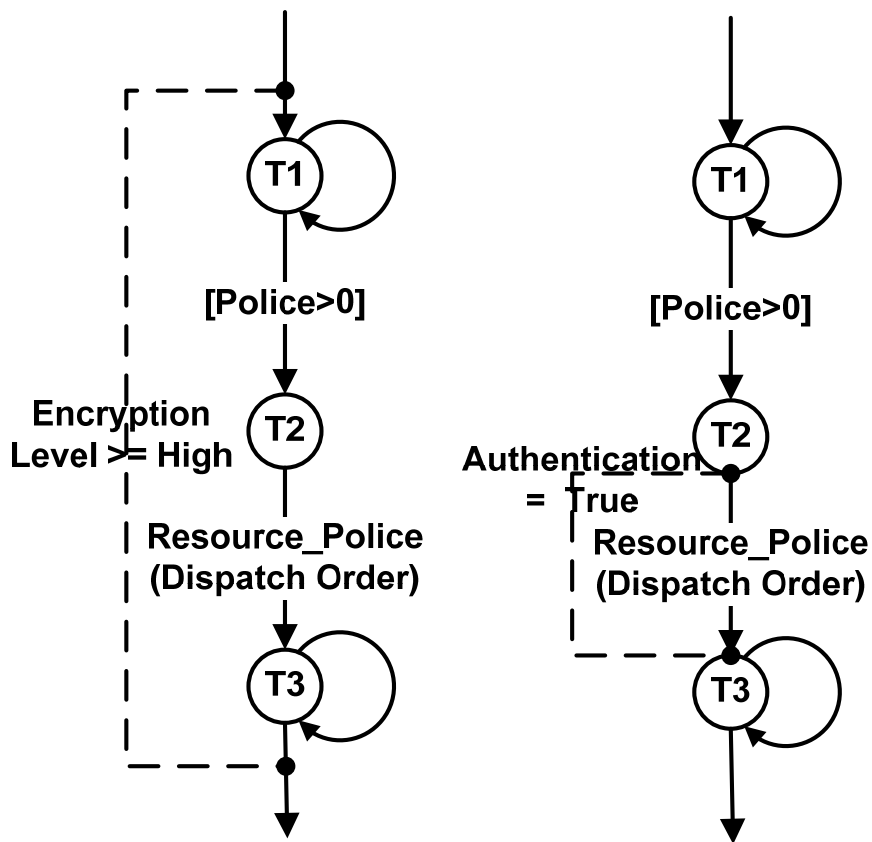 T1
[Police>0]
Encryption
Level >= High
T2
Resource_Police
(Dispatch Order)
T3
T1
[Police>0]
T2
Authentication
= True
Resource_Police
(Dispatch Order)
T3